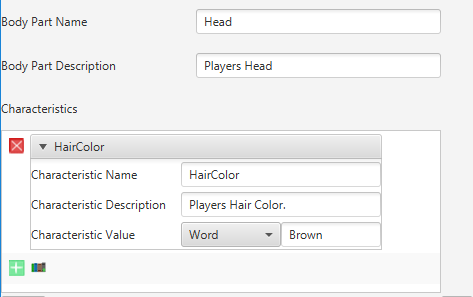 Body Part Name Head
Body Part Description Players Head
Characteristics
HairColor
Characteristic Name HairColor
Characteristic Description Players Hair Color.
Characteristic Value Word Brown